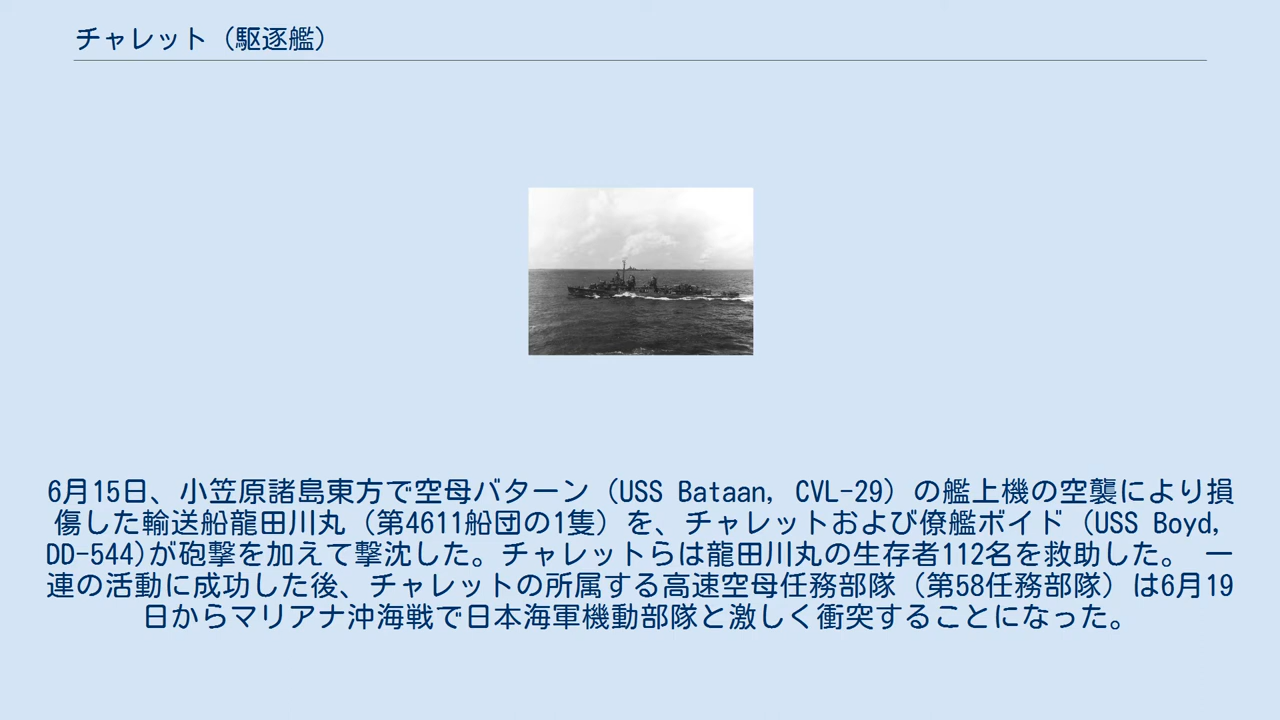 チャレット（駆逐艦）
6月15日、小笠原諸島東方で空母バターン（USS Bataan, CVL-29）の艦上機の空襲により損
傷した輸送船龍田川丸（第4611船団の1隻）を、チャレットおよび僚艦ボイド（USS Boyd,
DD-544)が砲撃を加えて撃沈した。チャレットらは龍田川丸の生存者112名を救助した。 一
連の活動に成功した後、チャレットの所属する高速空母任務部隊（第58任務部隊）は6月19
日からマリアナ沖海戦で日本海軍機動部隊と激しく衝突することになった。